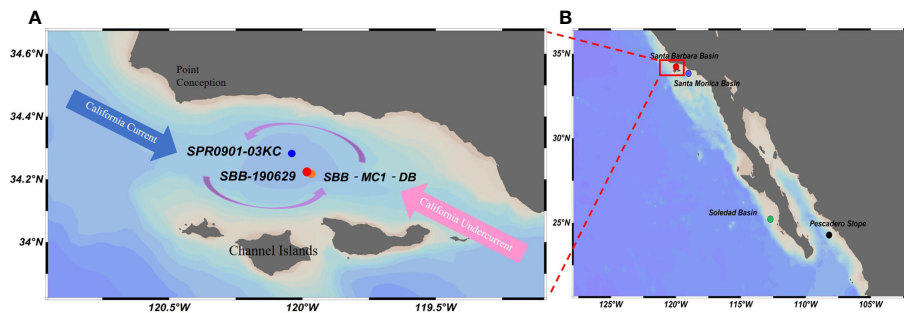 A
34.6°N
34.4°N
34.2°N
34°N
Point
Conception
California Current
SPR0901-03KC
SBB-190629
SBB - MC1 - DB
California Undercurrent
Channel Islands
120.5°W
120°W
119.5°W
B
35°N
30°N
25°N
Santa Barbara Basin
Santa Monica Basin
Soledad Basin
Pescadero Slope
125°W
120°W
115°W
110°W
105°W